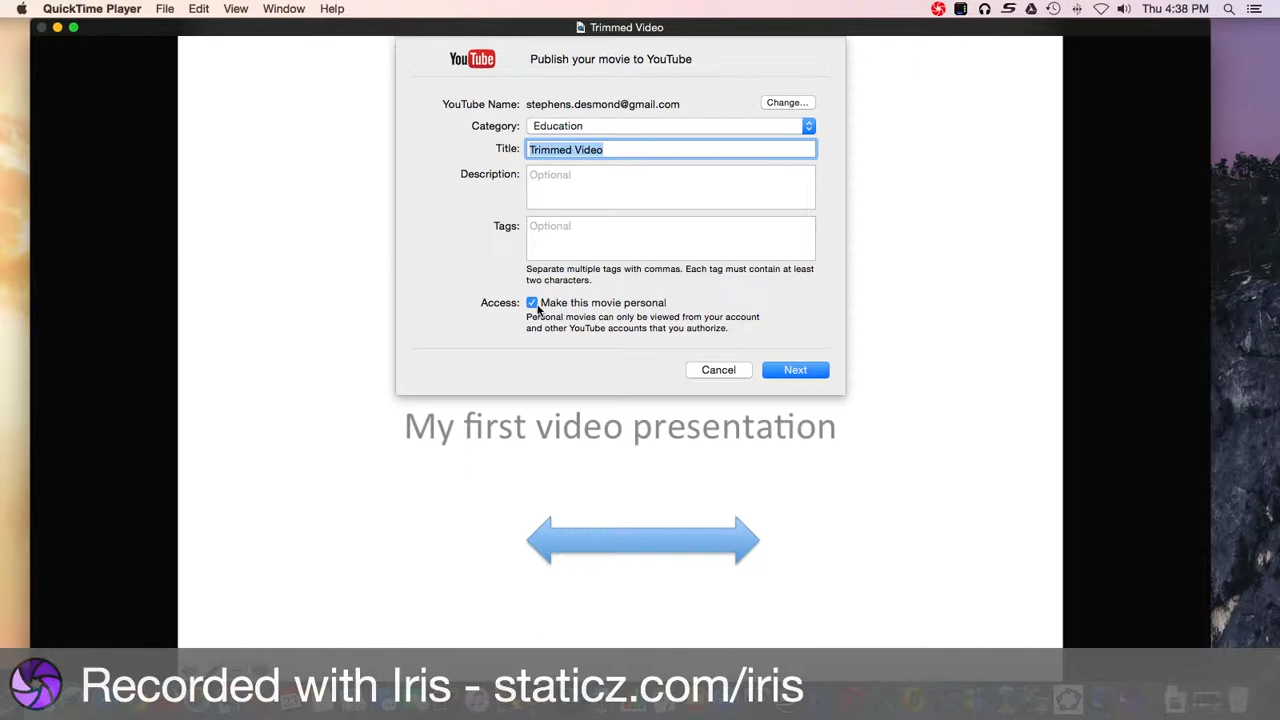 QuickTime Player File Edit View Window Help Thu 4:38 PM
Trimmed Video
YouTube Publish your movie to YouTube
YouTube Name: stephens.desmond@gmail.com Change...
Category: Education
Title: Trimmed Video
Description: Optional
Tags: Optional
Separate multiple tags with commas. Each tag must contain at least
two characters.
Access: Make this movie personal
Personal movies can only be viewed from your account
and other YouTube accounts that you authorize.
Cancel Next
My first video presentation
Recorded with Iris - staticz.com/iris